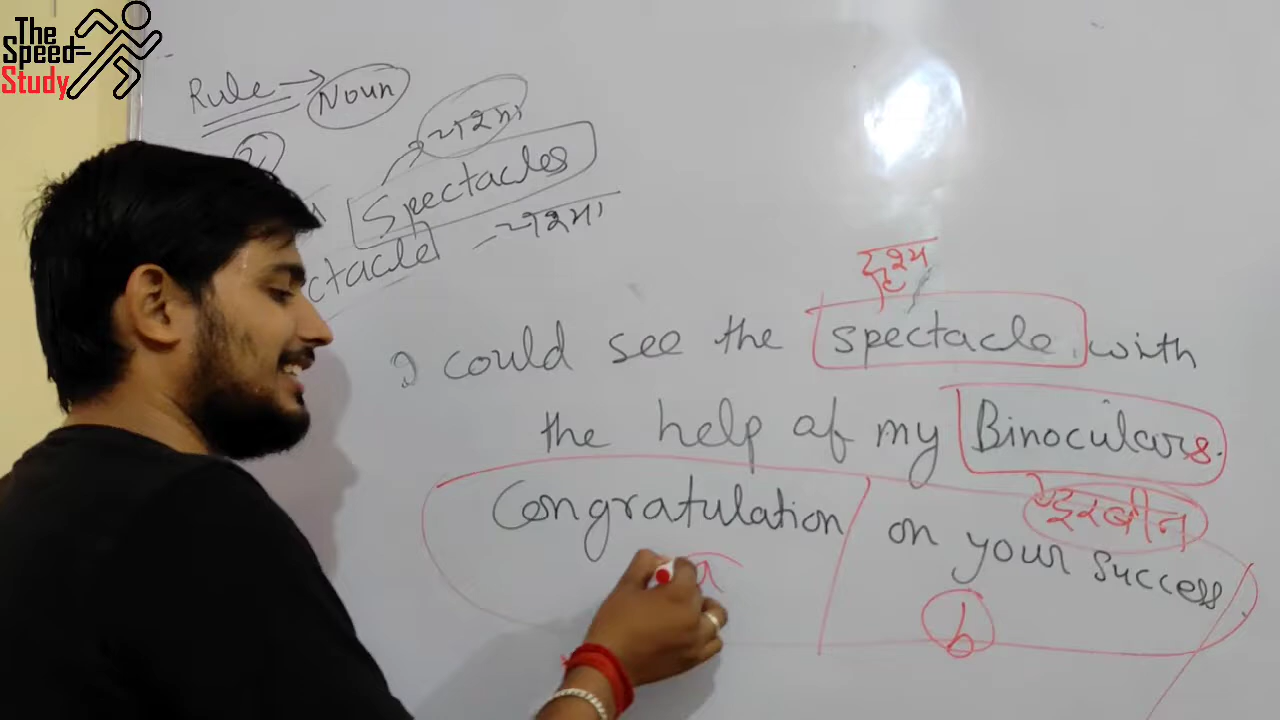 The
Speed-
Study
Rule → Noun
2
चश्मा
Spectacles
ctacle - चश्मा
दृश्य
I could see the spectacle. with
the help of my Binoculars.
दूरबीन
Congratulation on your success.
a
b